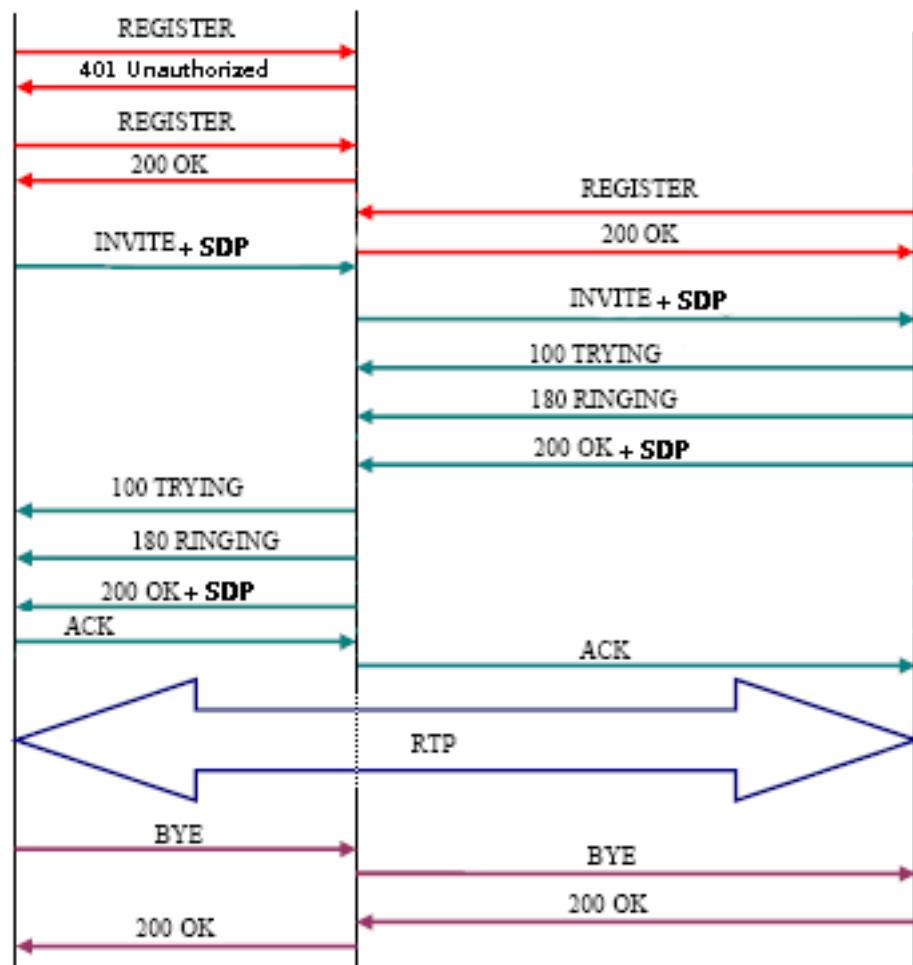 REGISTER
401 Unauthorized
REGISTER
200 OK
REGISTER
200 OK
INVITE + SDP
INVITE + SDP
100 TRYING
180 RINGING
200 OK + SDP
100 TRYING
180 RINGING
200 OK + SDP
ACK
ACK
RTP
BYE
BYE
200 OK
200 OK